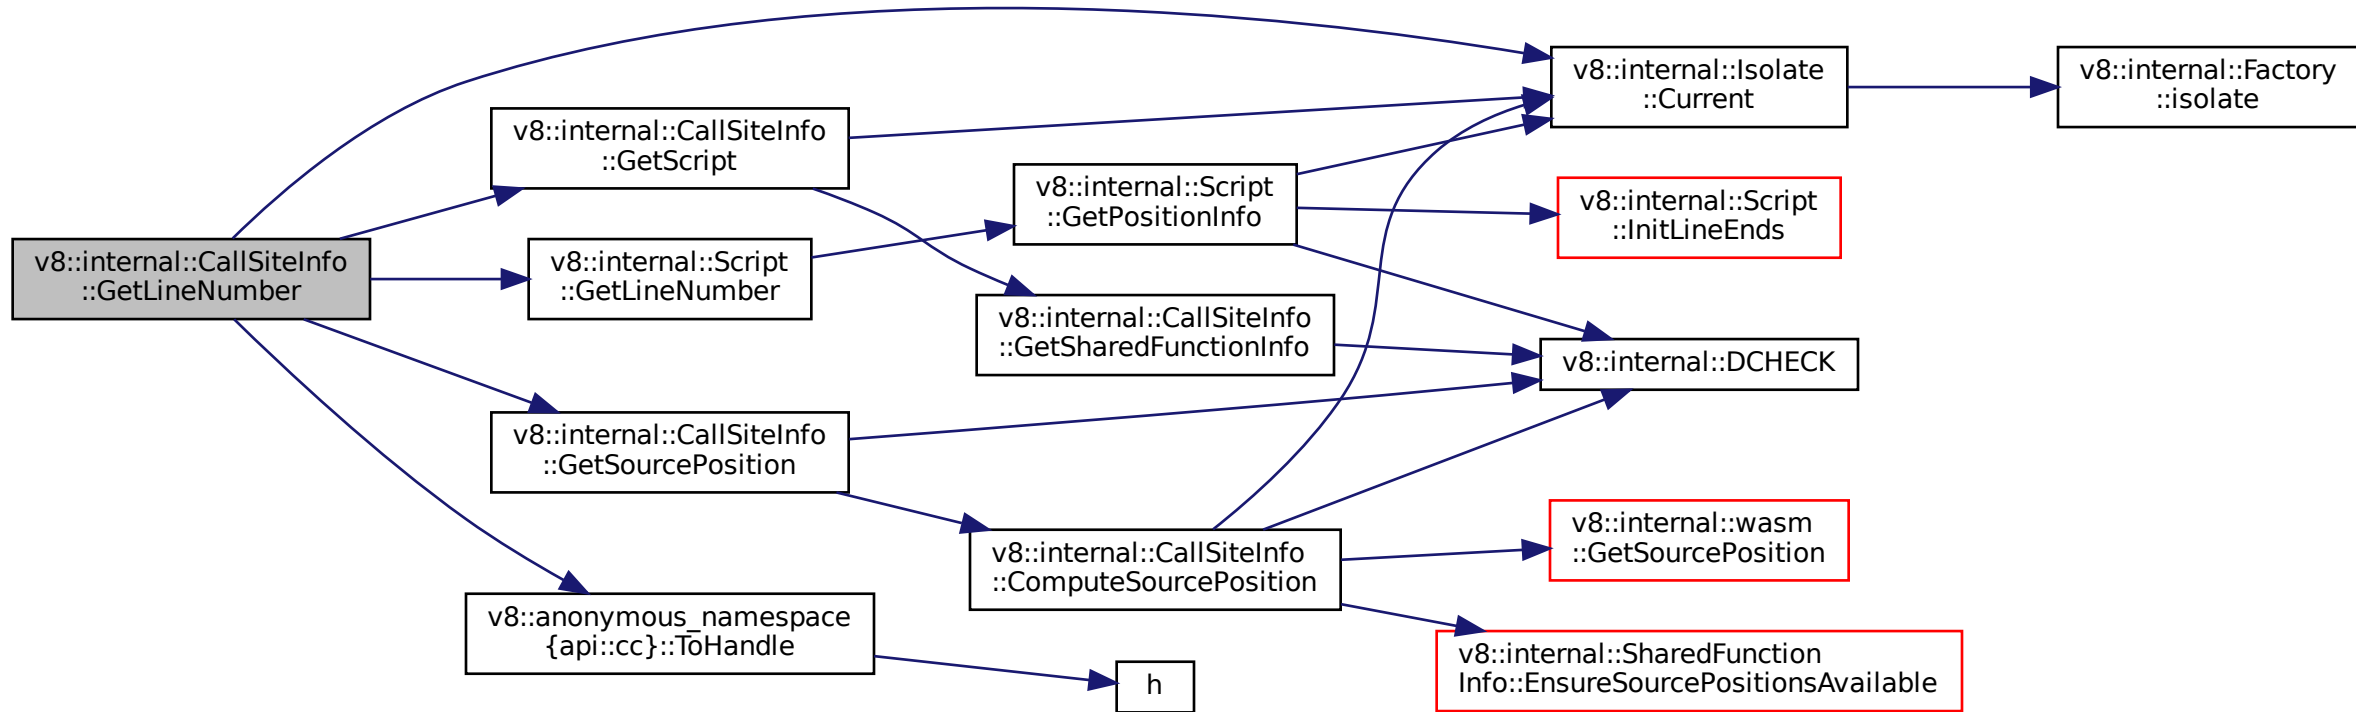 v8::internal::CallSiteInfo
::GetLineNumber
v8::internal::CallSiteInfo
::GetScript
v8::internal::Script
::GetLineNumber
v8::internal::CallSiteInfo
::GetSourcePosition
v8::anonymous_namespace
{api::cc}::ToHandle
v8::internal::Script
::GetPositionInfo
v8::internal::CallSiteInfo
::GetSharedFunctionInfo
v8::internal::CallSiteInfo
::ComputeSourcePosition
h
v8::internal::Isolate
::Current
v8::internal::Script
::InitLineEnds
v8::internal::DCHECK
v8::internal::wasm
::GetSourcePosition
v8::internal::SharedFunction
Info::EnsureSourcePositionsAvailable
v8::internal::Factory
::isolate